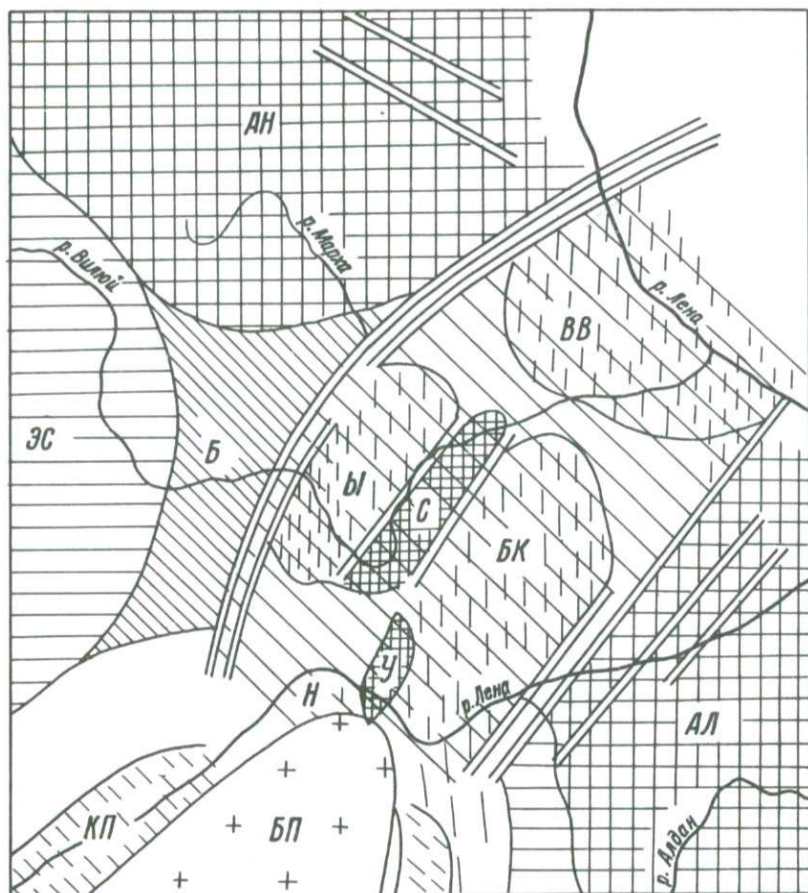 АН
р. Марха
р. Вилюй
р. Лена
ВВ
ЭС
Б
Ы
С
БК
У
Н
р. Лена
АЛ
КП
БП
р. Алдан